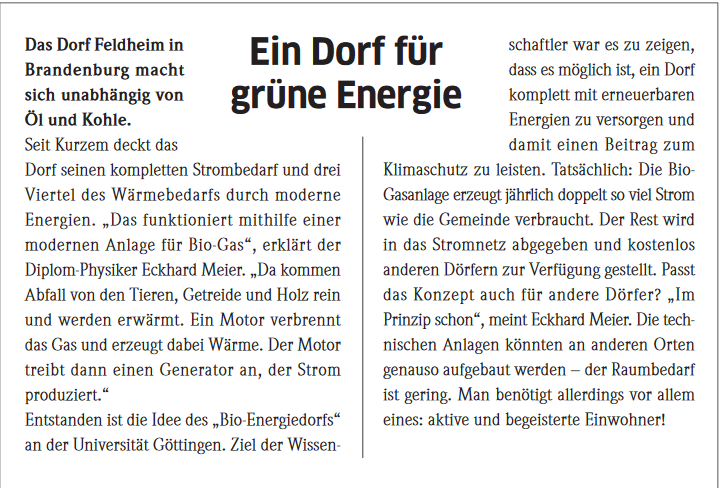 Ein Dorf für
grüne Energie
Das Dorf Feldheim in
Brandenburg macht
sich unabhängig von
Öl und Kohle.
Seit Kurzem deckt das
Dorf seinen kompletten Strombedarf und drei
Viertel des Wärmebedarfs durch moderne
Energien. „Das funktioniert mithilfe einer
modernen Anlage für Bio-Gas“, erklärt der
Diplom-Physiker Eckhard Meier. „Da kommen
Abfall von den Tieren, Getreide und Holz rein
und werden erwärmt. Ein Motor verbrennt
das Gas und erzeugt dabei Wärme. Der Motor
treibt dann einen Generator an, der Strom
produziert.“
Entstanden ist die Idee des „Bio-Energiedorfs“
an der Universität Göttingen. Ziel der Wissen-
schaftler war es zu zeigen,
dass es möglich ist, ein Dorf
komplett mit erneuerbaren
Energien zu versorgen und
damit einen Beitrag zum
Klimaschutz zu leisten. Tatsächlich: Die Bio-
Gasanlage erzeugt jährlich doppelt so viel Strom
wie die Gemeinde verbraucht. Der Rest wird
in das Stromnetz abgegeben und kostenlos
anderen Dörfern zur Verfügung gestellt. Passt
das Konzept auch für andere Dörfer? „Im
Prinzip schon“, meint Eckhard Meier. Die tech-
nischen Anlagen könnten an anderen Orten
genauso aufgebaut werden – der Raumbedarf
ist gering. Man benötigt allerdings vor allem
eines: aktive und begeisterte Einwohner!